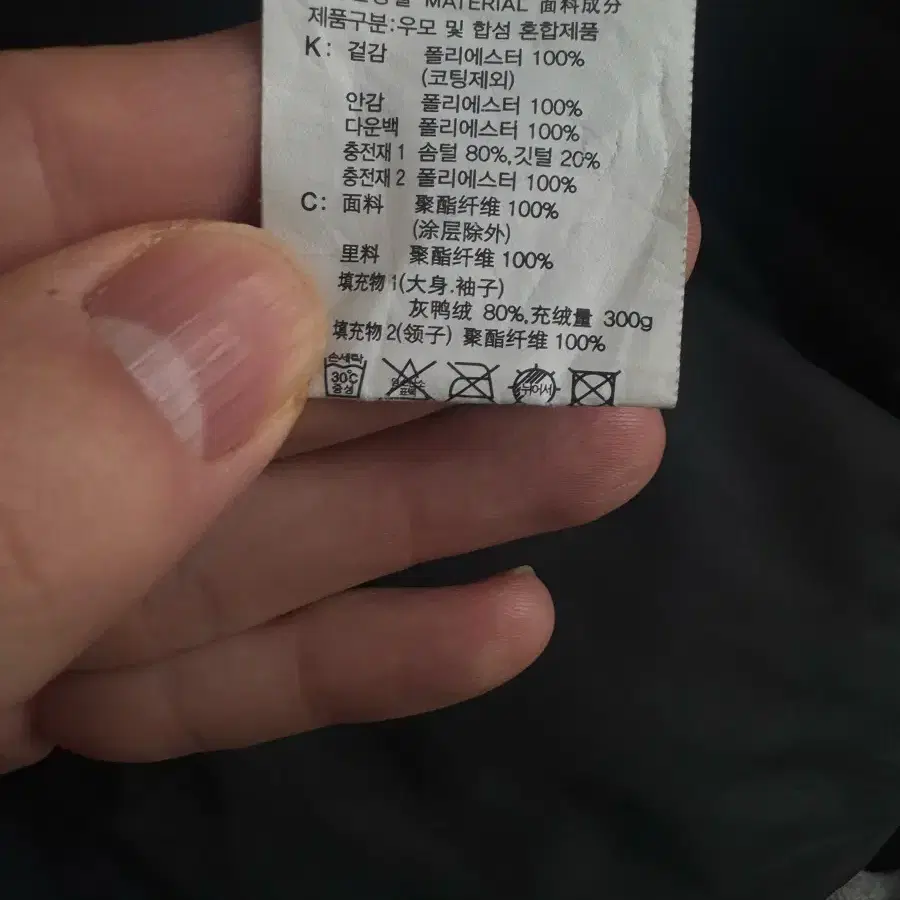 MATERIAL 面料成分
제품구분:우모 및 합섬 혼합제품
K: 겉감 폴리에스터 100%
(코팅제외)
안감 폴리에스터 100%
다운백 폴리에스터 100%
충전재 1 솜털 80%,깃털 20%
충전재 2 폴리에스터 100%
C: 面料 聚酯纤维 100%
(涂层除外)
里料 聚酯纤维 100%
填充物 1(大身.袖子)
灰鸭绒 80%,充绒量 300g
填充物 2(领子) 聚酯纤维 100%
손세탁
30℃
중성
표백
뉘어서